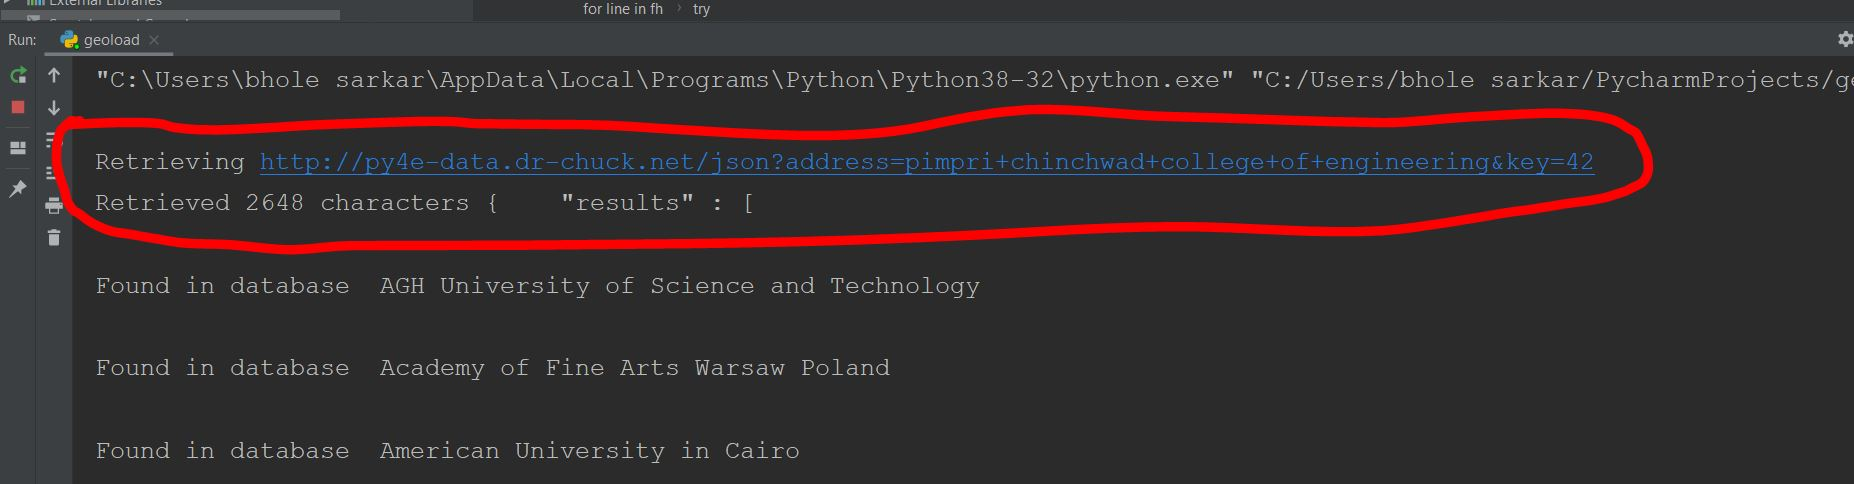 External Libraries
for line in fh › try
Run: geoload ×
"C:\Users\bhole sarkar\AppData\Local\Programs\Python\Python38-32\python.exe" "C:/Users/bhole sarkar/PycharmProjects/ge
Retrieving http://py4e-data.dr-chuck.net/json?address=pimpri+chinchwad+college+of+engineering&key=42
Retrieved 2648 characters {    "results" : [
Found in database  AGH University of Science and Technology
Found in database  Academy of Fine Arts Warsaw Poland
Found in database  American University in Cairo